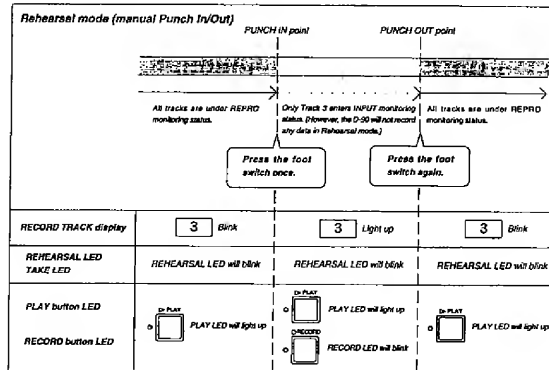 Rehearsal mode (manual Punch In/Out)
PUNCH IN point
PUNCH OUT point
All tracks are under REPRO
monitoring status.
Only Track 3 enters INPUT monitoring
status. (However, the D-90 will not record
any data in Rehearsal mode.)
All tracks are under REPRO
monitoring status.
Press the foot
switch once.
Press the foot
switch again.
RECORD TRACK display
3 Blink
3 Light up
3 Blink
REHEARSAL LED
TAKE LED
REHEARSAL LED will blink
REHEARSAL LED will blink
REHEARSAL LED will blink
PLAY button LED
RECORD button LED
▷ PLAY
PLAY LED will light up
▷ PLAY
PLAY LED will light up
RECORD
RECORD LED will blink
▷ PLAY
PLAY LED will light up